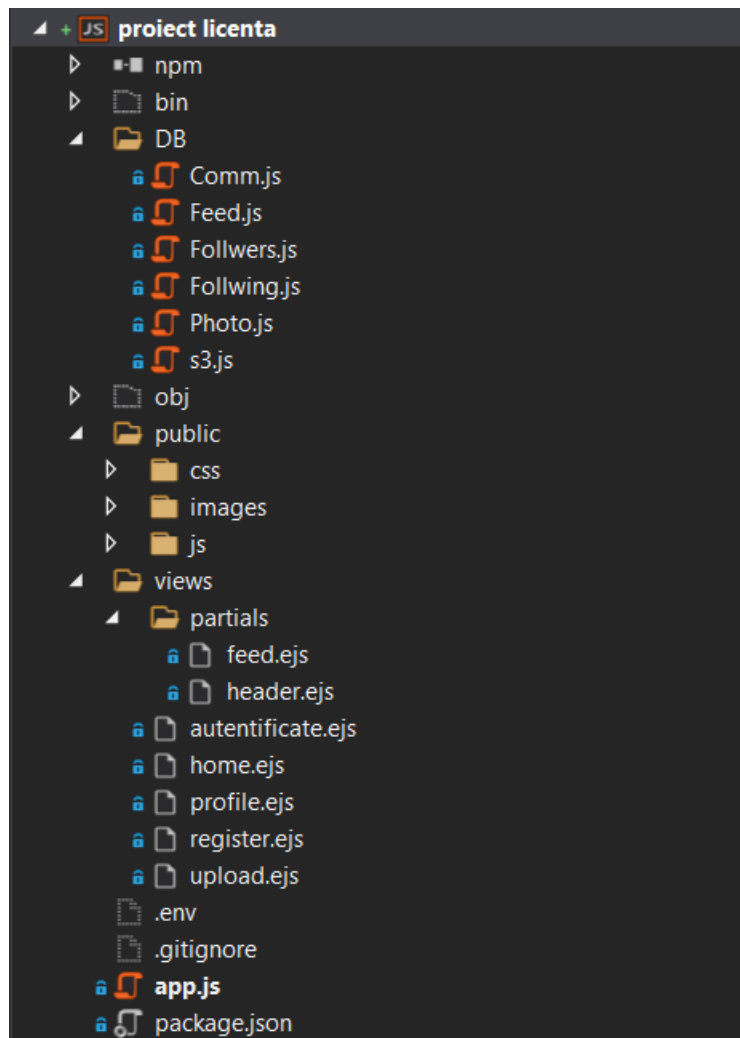 JS proiect licenta
npm
bin
DB
Comm.js
Feed.js
Follwers.js
Follwing.js
Photo.js
s3.js
obj
public
css
images
js
views
partials
feed.ejs
header.ejs
autentificate.ejs
home.ejs
profile.ejs
register.ejs
upload.ejs
.env
.gitignore
app.js
package.json